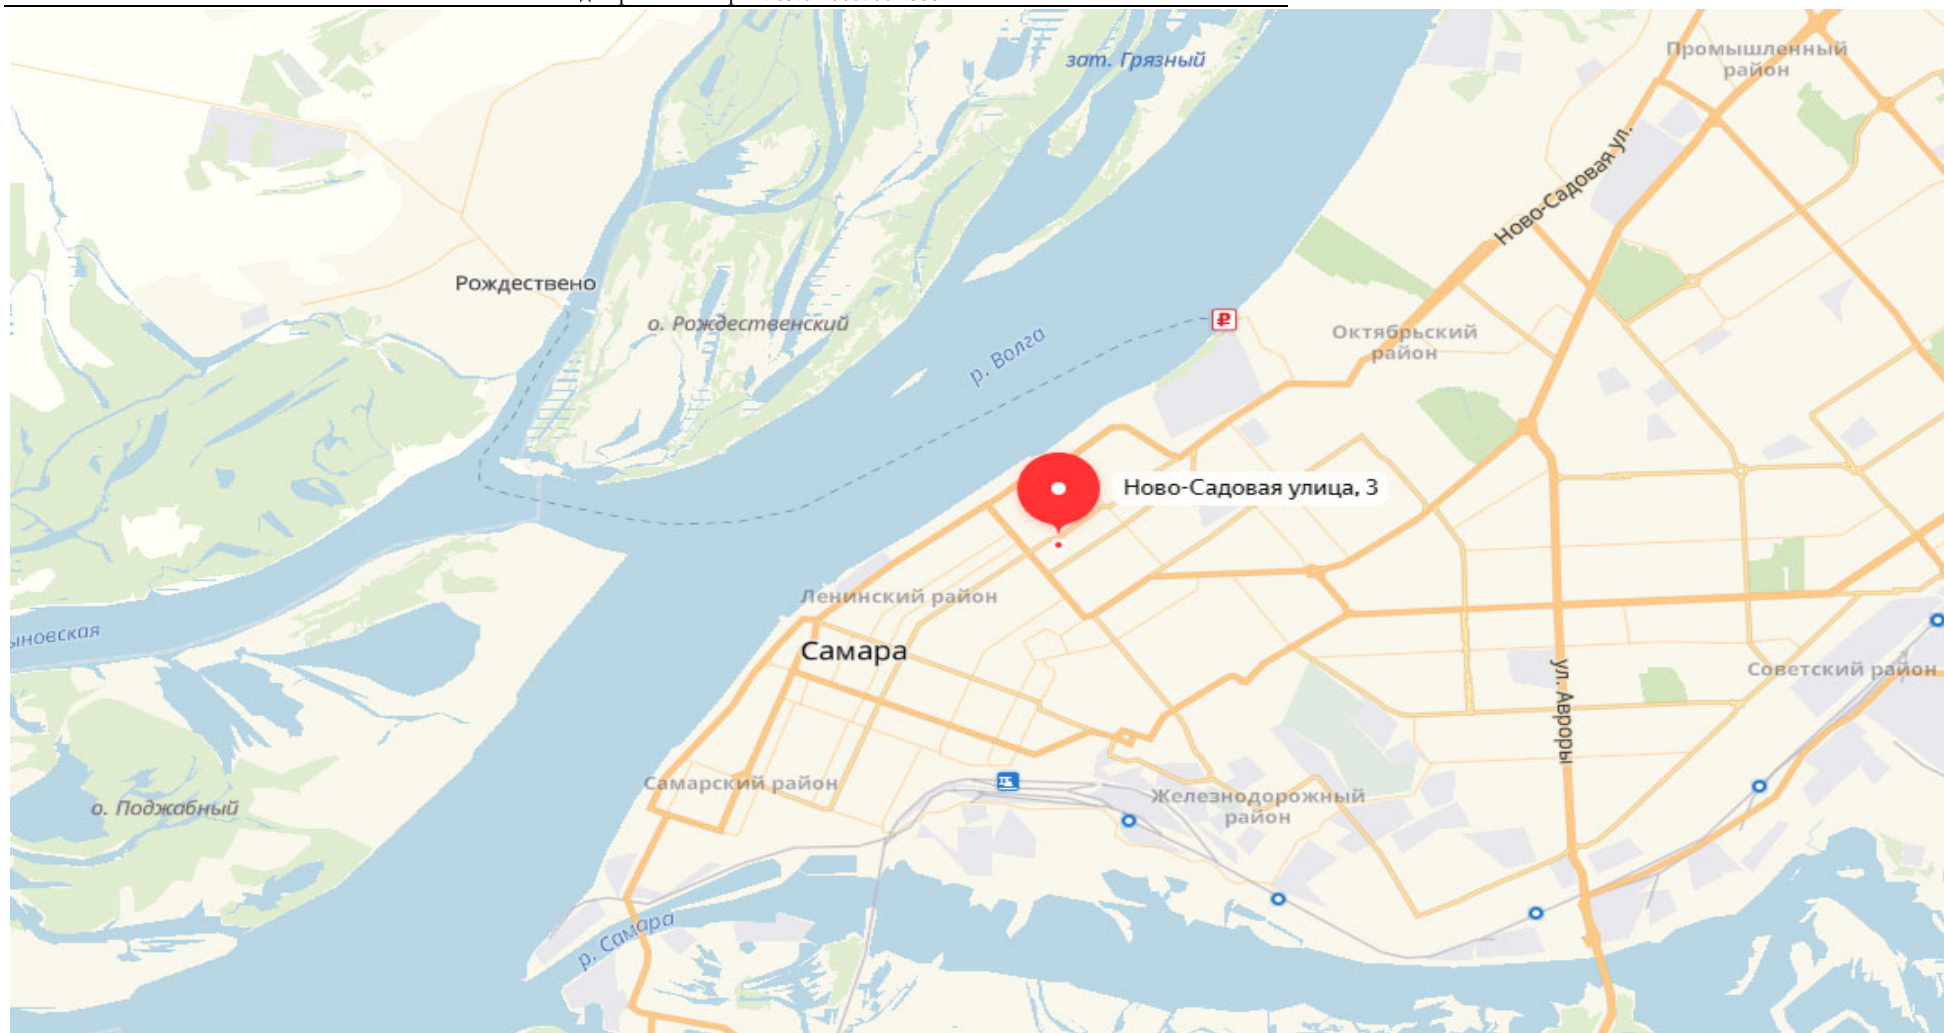 зат. Грязный
Промышленный
район
Ново-Садовая ул.
Рождествено
о. Рождественский
р. Волга
Октябрьский
район
Ново-Садовая улица, 3
Ленинский район
ыновская
Самара
Советский район
ул. Авроры
Самарский район
о. Поджабный
Железнодорожный
район
р. Самара